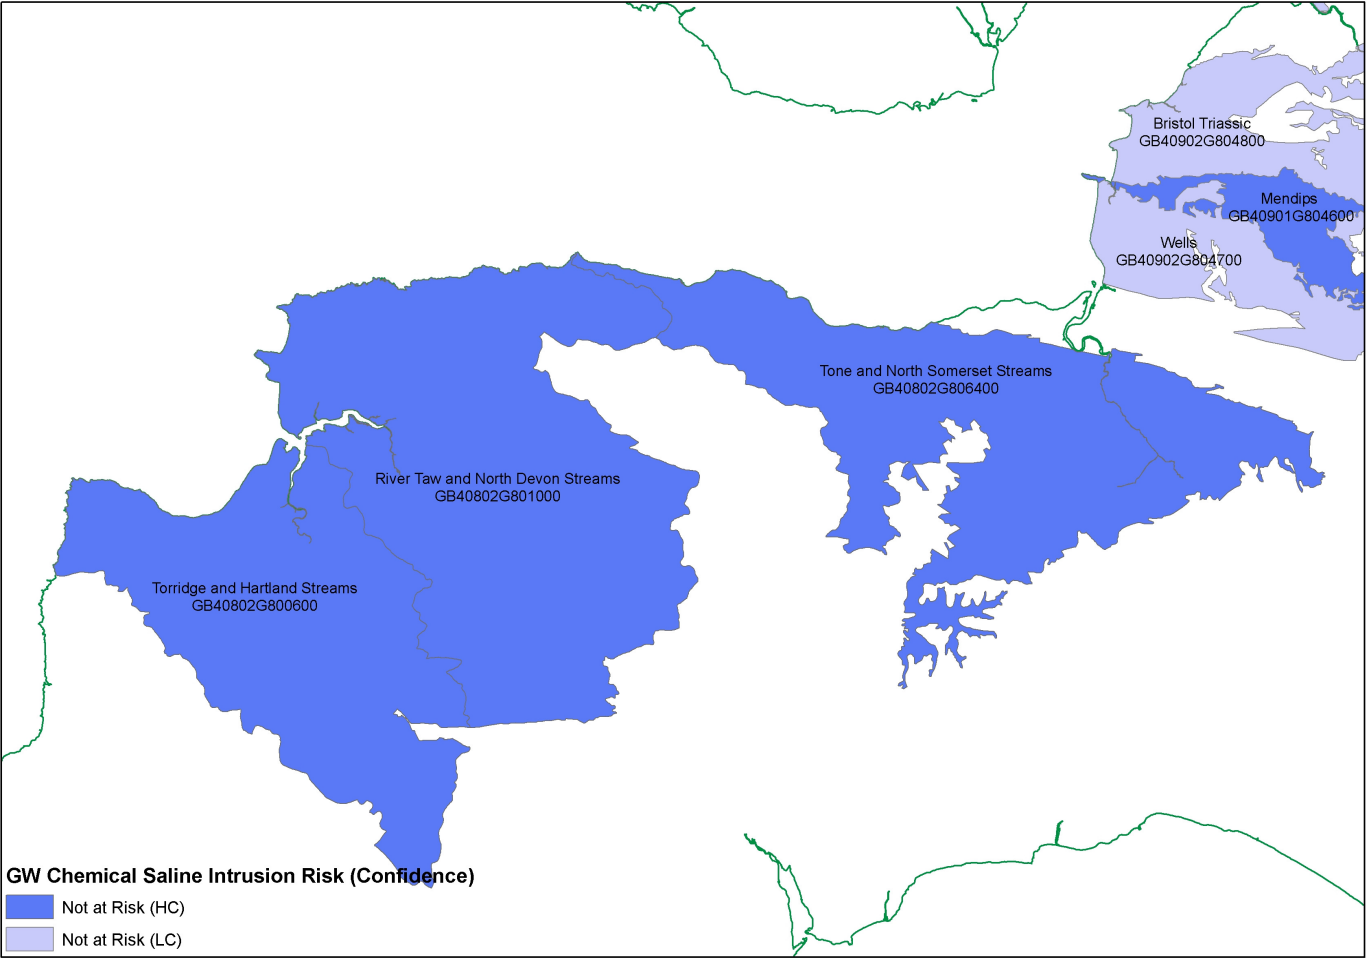 Bristol Triassic
GB40902G804800
Mendips
GB40901G804600
Wells
GB40902G804700
Tone and North Somerset Streams
GB40802G806400
River Taw and North Devon Streams
GB40802G801000
Torridge and Hartland Streams
GB40802G800600
GW Chemical Saline Intrusion Risk (Confidence)
Not at Risk (HC)
Not at Risk (LC)